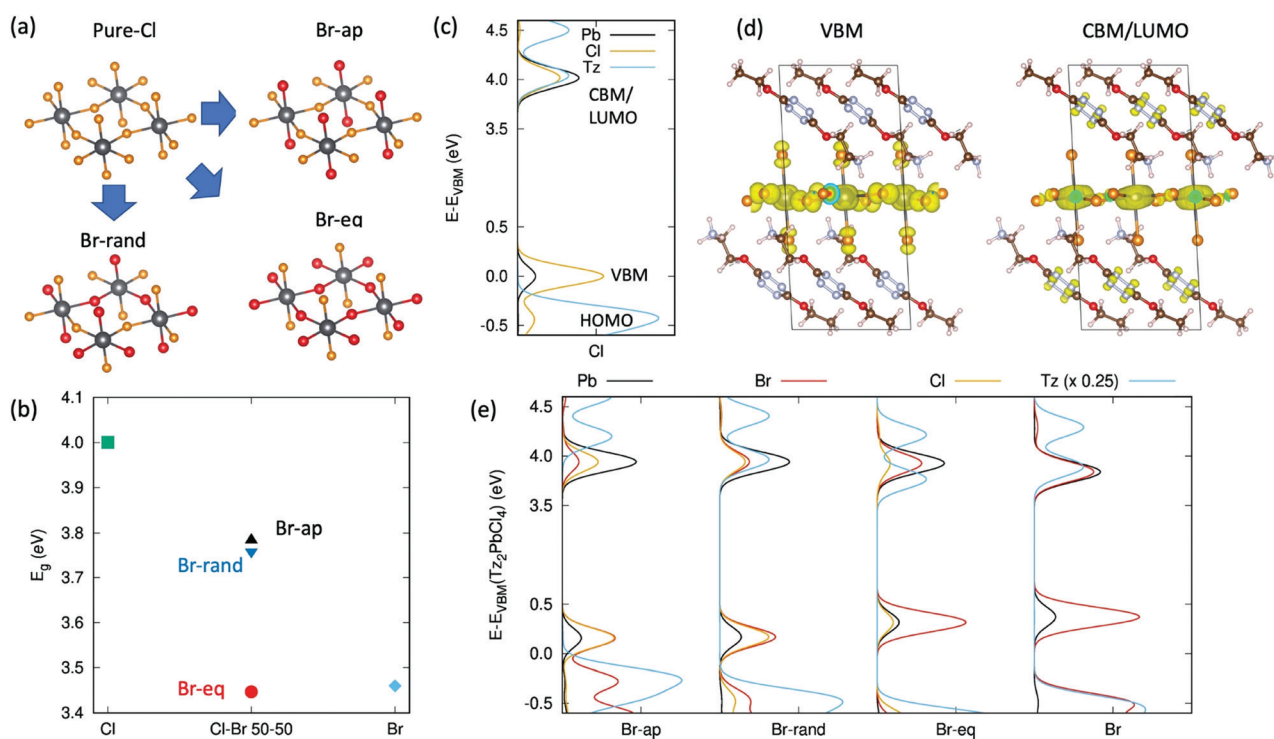 (a)
Pure-Cl
Br-ap
Br-rand
Br-eq
(b)
E_g (eV)
4.1
4.0
3.9
3.8
3.7
3.6
3.5
3.4
Br-ap
Br-rand
Br-eq
Cl
Cl-Br 50-50
Br
(c)
E-E_VBM (eV)
4.5
4.0
3.5
0.5
0.0
-0.5
Pb
Cl
Tz
CBM/
LUMO
VBM
HOMO
Cl
(d)
VBM
CBM/LUMO
(e)
Pb
Br
Cl
Tz (x 0.25)
E-E_VBM(Tz₂PbCl₄) (eV)
4.5
4.0
3.5
0.5
0.0
-0.5
Br-ap
Br-rand
Br-eq
Br